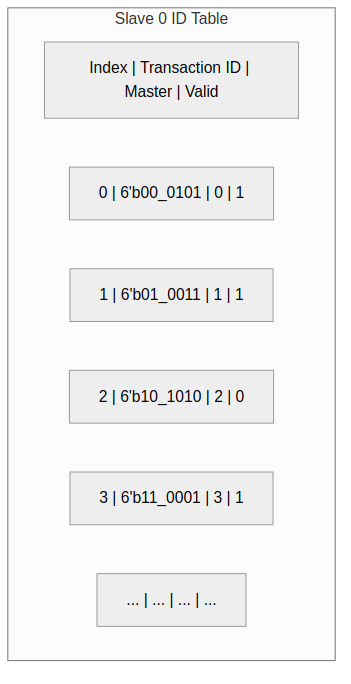 Slave 0 ID Table
Index | Transaction ID |
Master | Valid
0 | 6'b00_0101 | 0 | 1
1 | 6'b01_0011 | 1 | 1
2 | 6'b10_1010 | 2 | 0
3 | 6'b11_0001 | 3 | 1
... | ... | ... | ...